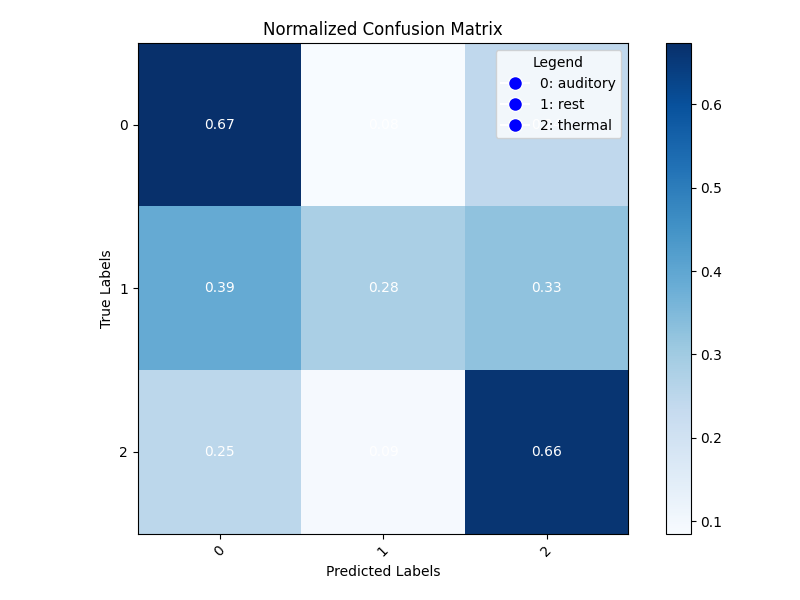 Normalized Confusion Matrix
Legend
0: auditory
1: rest
2: thermal
0
0.67
1
0.39 0.28 0.33
2
0.25 0.09 0.66
0 1 2
Predicted Labels
True Labels
0.6
0.5
0.4
0.3
0.2
0.1